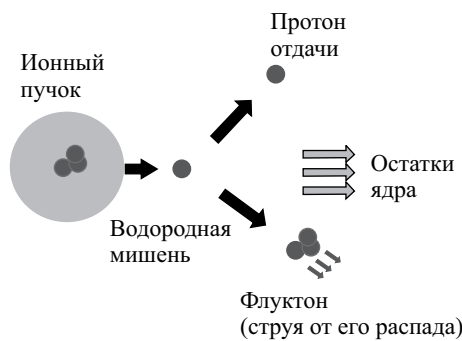 Протон
отдачи
Ионный
пучок
Остатки
ядра
Водородная
мишень
Флуктон
(струя от его распада)